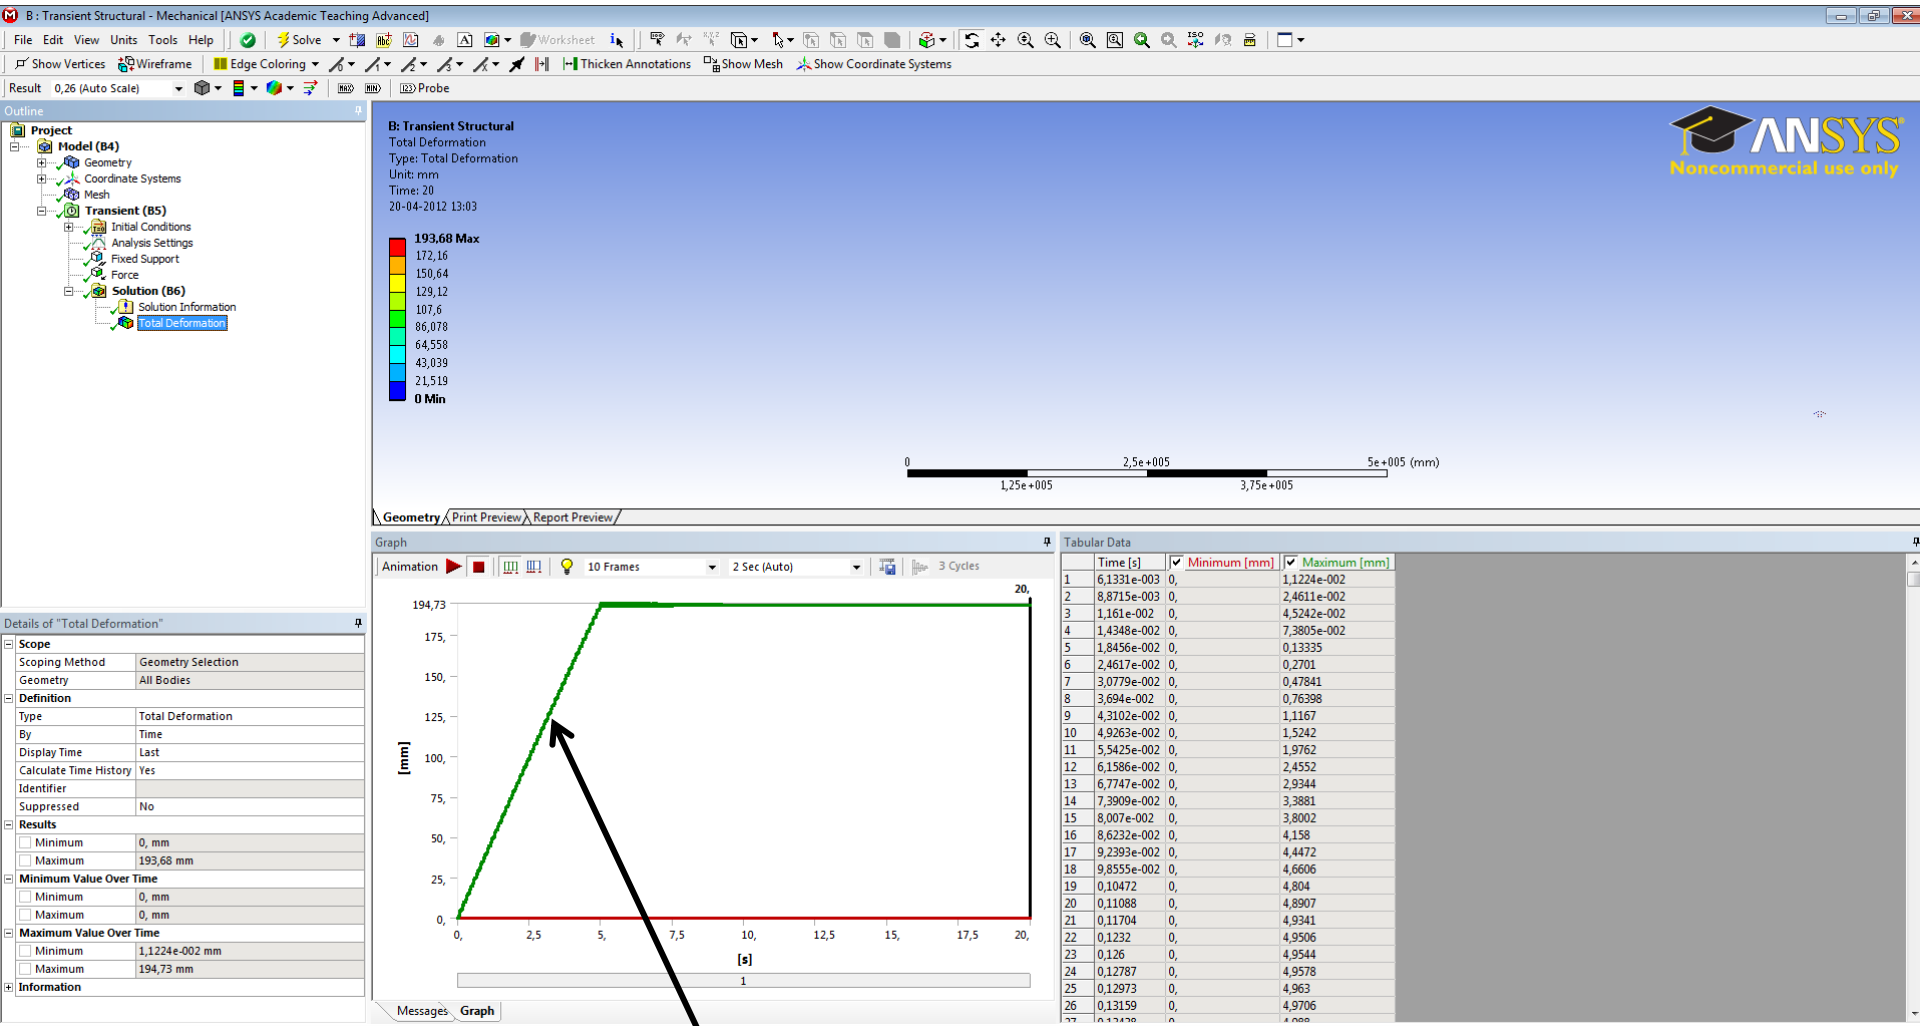 B : Transient Structural - Mechanical [ANSYS Academic Teaching Advanced]
File Edit View Units Tools Help Solve Worksheet
Show Vertices Wireframe Edge Coloring Thicken Annotations Show Mesh Show Coordinate Systems
Result 0,26 (Auto Scale) MAX MIN Probe
Outline
Project
Model (B4)
Geometry
Coordinate Systems
Mesh
Transient (B5)
Initial Conditions
Analysis Settings
Fixed Support
Force
Solution (B6)
Solution Information
Total Deformation
B: Transient Structural
Total Deformation
Type: Total Deformation
Unit: mm
Time: 20
20-04-2012 13:03
193,68 Max
172,16
150,64
129,12
107,6
86,078
64,558
43,039
21,519
0 Min
ANSYS
Noncommercial use only
0 2,5e+005 5e+005 (mm)
1,25e+005 3,75e+005
Geometry Print Preview Report Preview
Details of "Total Deformation"
Scope
Scoping Method Geometry Selection
Geometry All Bodies
Definition
Type Total Deformation
By Time
Display Time Last
Calculate Time History Yes
Identifier
Suppressed No
Results
Minimum 0, mm
Maximum 193,68 mm
Minimum Value Over Time
Minimum 0, mm
Maximum 0, mm
Maximum Value Over Time
Minimum 1,1224e-002 mm
Maximum 194,73 mm
Information
Graph
Animation 10 Frames 2 Sec (Auto) 3 Cycles
20,
194,73
175,
150,
125,
100,
75,
50,
25,
0,
[mm]
0, 2,5 5, 7,5 10, 12,5 15, 17,5 20,
[s]
1
Messages Graph
Tabular Data
Time [s] Minimum [mm] Maximum [mm]
1 6,1331e-003 0, 1,1224e-002
2 8,8715e-003 0, 2,4611e-002
3 1,161e-002 0, 4,5242e-002
4 1,4348e-002 0, 7,3805e-002
5 1,8456e-002 0, 0,13335
6 2,4617e-002 0, 0,2701
7 3,0779e-002 0, 0,47841
8 3,694e-002 0, 0,76398
9 4,3102e-002 0, 1,1167
10 4,9263e-002 0, 1,5242
11 5,5425e-002 0, 1,9762
12 6,1586e-002 0, 2,4552
13 6,7747e-002 0, 2,9344
14 7,3909e-002 0, 3,3881
15 8,007e-002 0, 3,8002
16 8,6232e-002 0, 4,158
17 9,2393e-002 0, 4,4472
18 9,8555e-002 0, 4,6606
19 0,10472 0, 4,804
20 0,11088 0, 4,8907
21 0,11704 0, 4,9341
22 0,1232 0, 4,9506
23 0,126 0, 4,9544
24 0,12787 0, 4,9578
25 0,12973 0, 4,963
26 0,13159 0, 4,9706